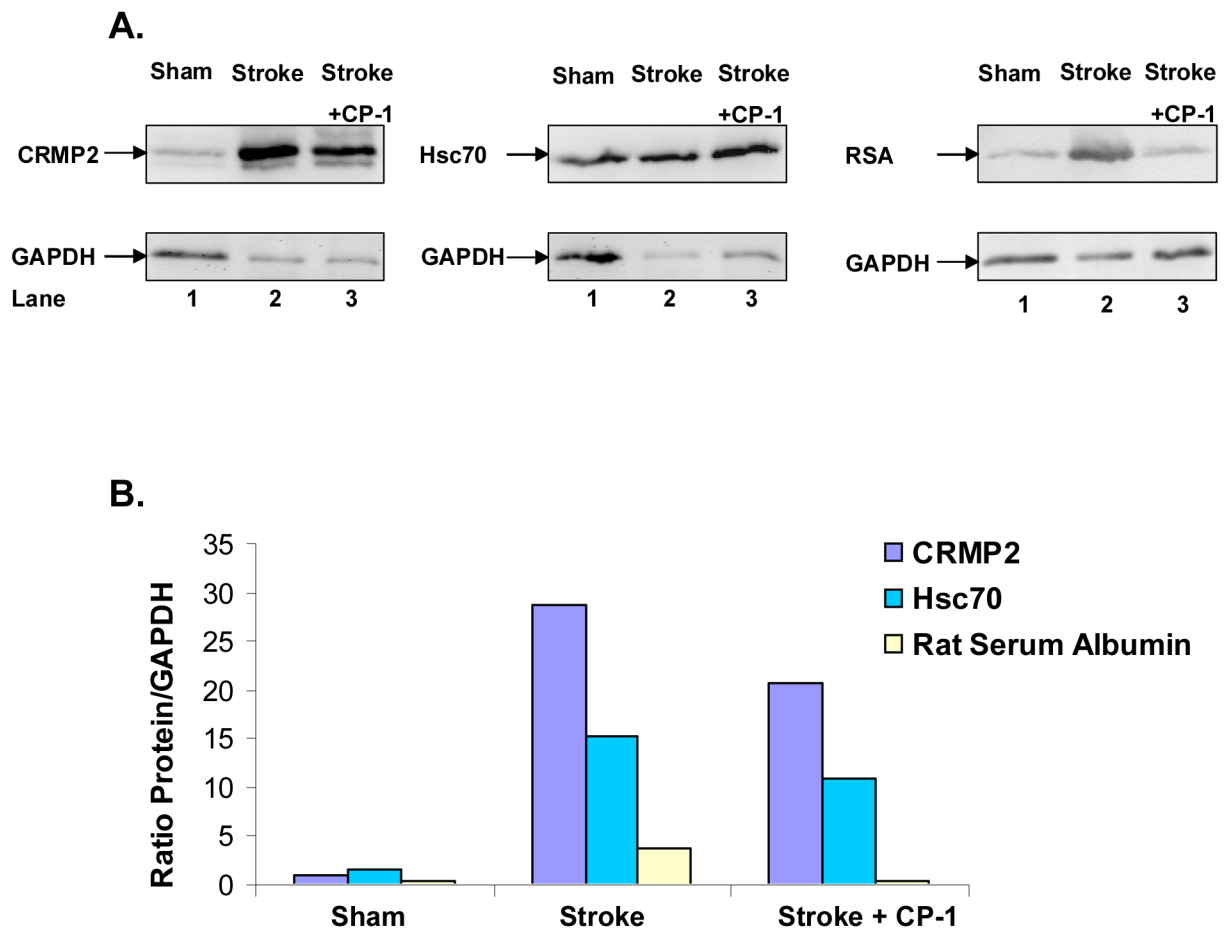 A.
Sham Stroke Stroke +CP-1
CRMP2
GAPDH
Lane 1 2 3
Sham Stroke Stroke +CP-1
Hsc70
GAPDH
1 2 3
Sham Stroke Stroke +CP-1
RSA
GAPDH
1 2 3
B.
Ratio Protein/GAPDH
35
30
25
20
15
10
5
0
Sham Stroke Stroke + CP-1
CRMP2
Hsc70
Rat Serum Albumin